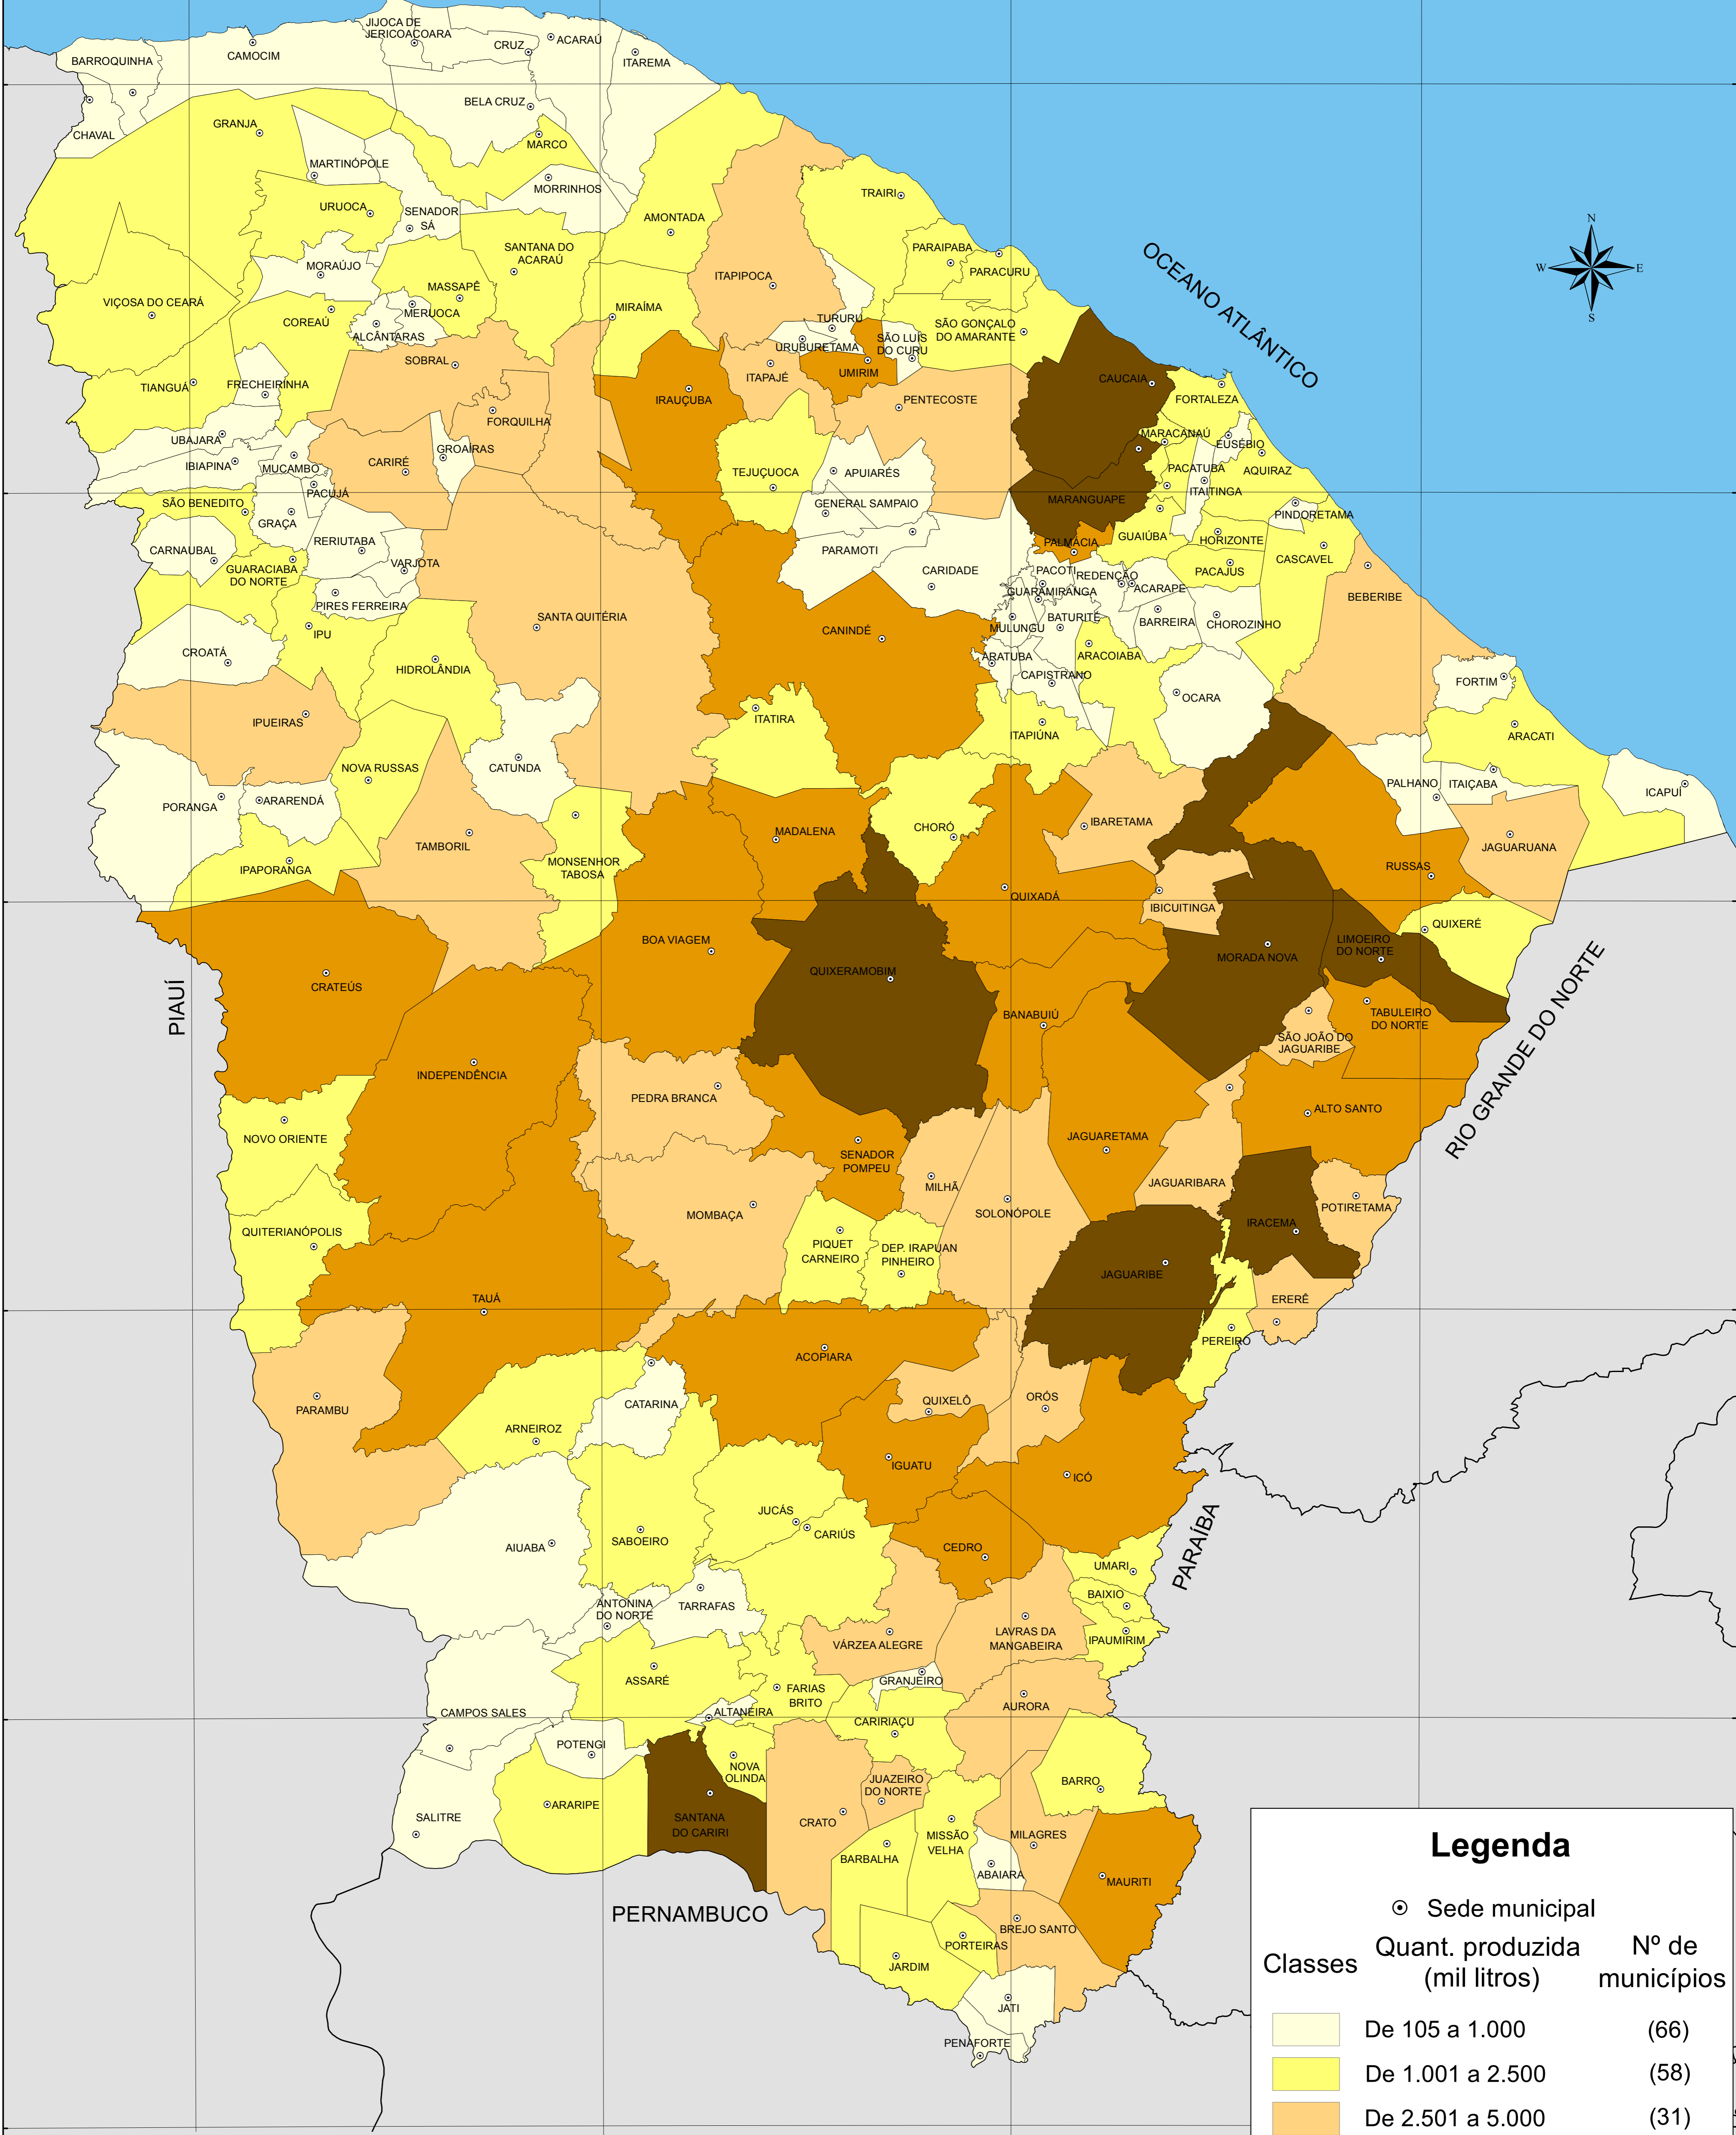 JIJOCA DE
JERICOACOARA
CRUZ
ACARAÚ
BARROQUINHA
CAMOCIM
ITAREMA
BELA CRUZ
CHAVAL
GRANJA
MARCO
MARTINÓPOLE
MORRINHOS
TRAIRI
URUOCA
SENADOR
SÁ
AMONTADA
SANTANA DO
ACARAÚ
PARAIPABA
PARACURU
MORAÚJO
ITAPIPOCA
OCEANO ATLÂNTICO
N
W
E
S
MASSAPÊ
VIÇOSA DO CEARÁ
MIRAÍMA
MERUOCA
COREAÚ
TURURU
SÃO GONÇALO
DO AMARANTE
ALCÂNTARAS
URUBURETAMA
SÃO LUÍS
DO CURU
SOBRAL
UMIRIM
ITAPAJÉ
CAUCAIA
TIANGUÁ
FRECHEIRINHA
IRAUÇUBA
PENTECOSTE
FORTALEZA
FORQUILHA
UBAJARA
MARACANAÚ
EUSÉBIO
GROAÍRAS
IBIAPINA
MUCAMBO
CARIRÉ
TEJUÇUOCA
APUIARÉS
PACATUBA
AQUIRAZ
PACUJÁ
ITAITINGA
SÃO BENEDITO
GENERAL SAMPAIO
MARANGUAPE
GRAÇA
PINDORETAMA
RERIUTABA
PALMÁCIA
GUAIÚBA
HORIZONTE
CARNAUBAL
PARAMOTI
VARJOTA
CASCAVEL
GUARACIABA
DO NORTE
CARIDADE
PACOTI
REDENÇÃO
PACAJUS
ACARAPE
GUARAMIRANGA
BEBERIBE
PIRES FERREIRA
SANTA QUITÉRIA
BATURITÉ
BARREIRA
CHOROZINHO
IPU
CANINDÉ
MULUNGU
CROATÁ
HIDROLÂNDIA
ARATUBA
ARACOIABA
CAPISTRANO
FORTIM
OCARA
IPUEIRAS
ITATIRA
ITAPIÚNA
ARACATI
NOVA RUSSAS
CATUNDA
PALHANO
ITAIÇABA
ICAPUÍ
PORANGA
ARARENDÁ
IBARETAMA
CHORÓ
MADALENA
TAMBORIL
JAGUARUANA
MONSENHOR
TABOSA
IPAPORANGA
RUSSAS
QUIXADÁ
IBICUITINGA
QUIXERÉ
BOA VIAGEM
LIMOEIRO
DO NORTE
MORADA NOVA
QUIXERAMOBIM
CRATEÚS
PIAUÍ
BANABUIÚ
TABULEIRO
DO NORTE
RIO GRANDE DO NORTE
SÃO JOÃO DO
JAGUARIBE
INDEPENDÊNCIA
PEDRA BRANCA
ALTO SANTO
NOVO ORIENTE
JAGUARETAMA
SENADOR
POMPEU
MILHÃ
JAGUARIBARA
MOMBAÇA
SOLONÓPOLE
POTIRETAMA
IRACEMA
QUITERIANÓPOLIS
PIQUET
CARNEIRO
DEP. IRAPUAN
PINHEIRO
JAGUARIBE
TAUÁ
ERERÊ
PEREIRO
ACOPIARA
QUIXELÔ
ORÓS
PARAMBU
CATARINA
ARNEIROZ
IGUATU
ICÓ
JUCÁS
CARIÚS
SABOEIRO
AIUABA
CEDRO
PARAÍBA
UMARI
BAIXIO
ANTONINA
DO NORTE
TARRAFAS
VÁRZEA ALEGRE
LAVRAS DA
MANGABEIRA
IPAUMIRIM
ASSARÉ
GRANJEIRO
FARIAS
BRITO
AURORA
CAMPOS SALES
ALTANEIRA
CARIRIAÇU
POTENGI
NOVA
OLINDA
JUAZEIRO
DO NORTE
BARRO
ARARIPE
SALITRE
SANTANA
DO CARIRI
CRATO
MISSÃO
VELHA
MILAGRES
BARBALHA
ABAIARA
MAURITI
PERNAMBUCO
BREJO SANTO
PORTEIRAS
JARDIM
JATI
PENAFORTE
Legenda
Sede municipal
Classes
Quant. produzida
(mil litros)
Nº de
municípios
De 105 a 1.000 (66)
De 1.001 a 2.500 (58)
De 2.501 a 5.000 (31)